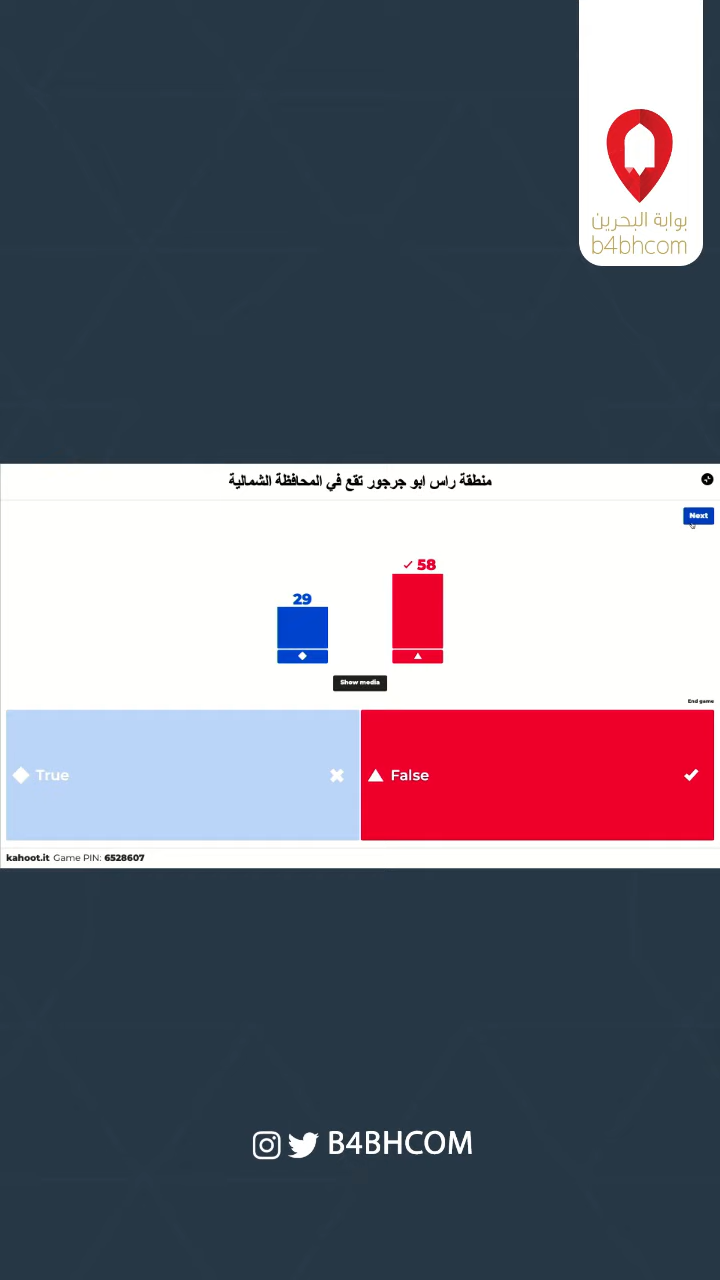 بوابة البحرين
b4bhcom
منطقة راس ابو جرجور تقع في المحافظة الشمالية
Next
29
58
Show media
End game
True
False
kahoot.it Game PIN: 6528607
B4BHCOM